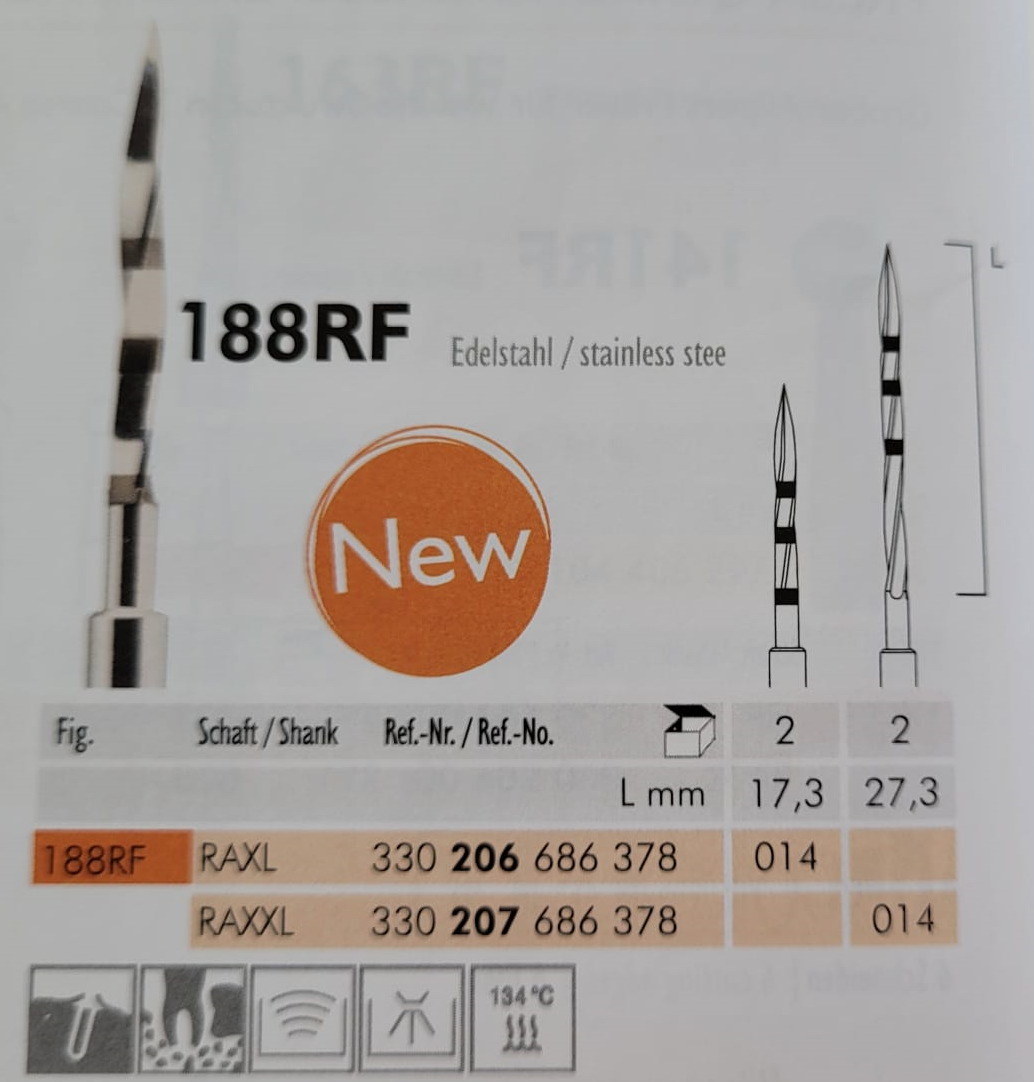 188RF Edelstahl / stainless stee
New
L
Fig. Schaft / Shank Ref.-Nr. / Ref.-No. 2 2
L mm 17,3 27,3
188RF RAXL 330 206 686 378 014
RAXXL 330 207 686 378 014
134 °C